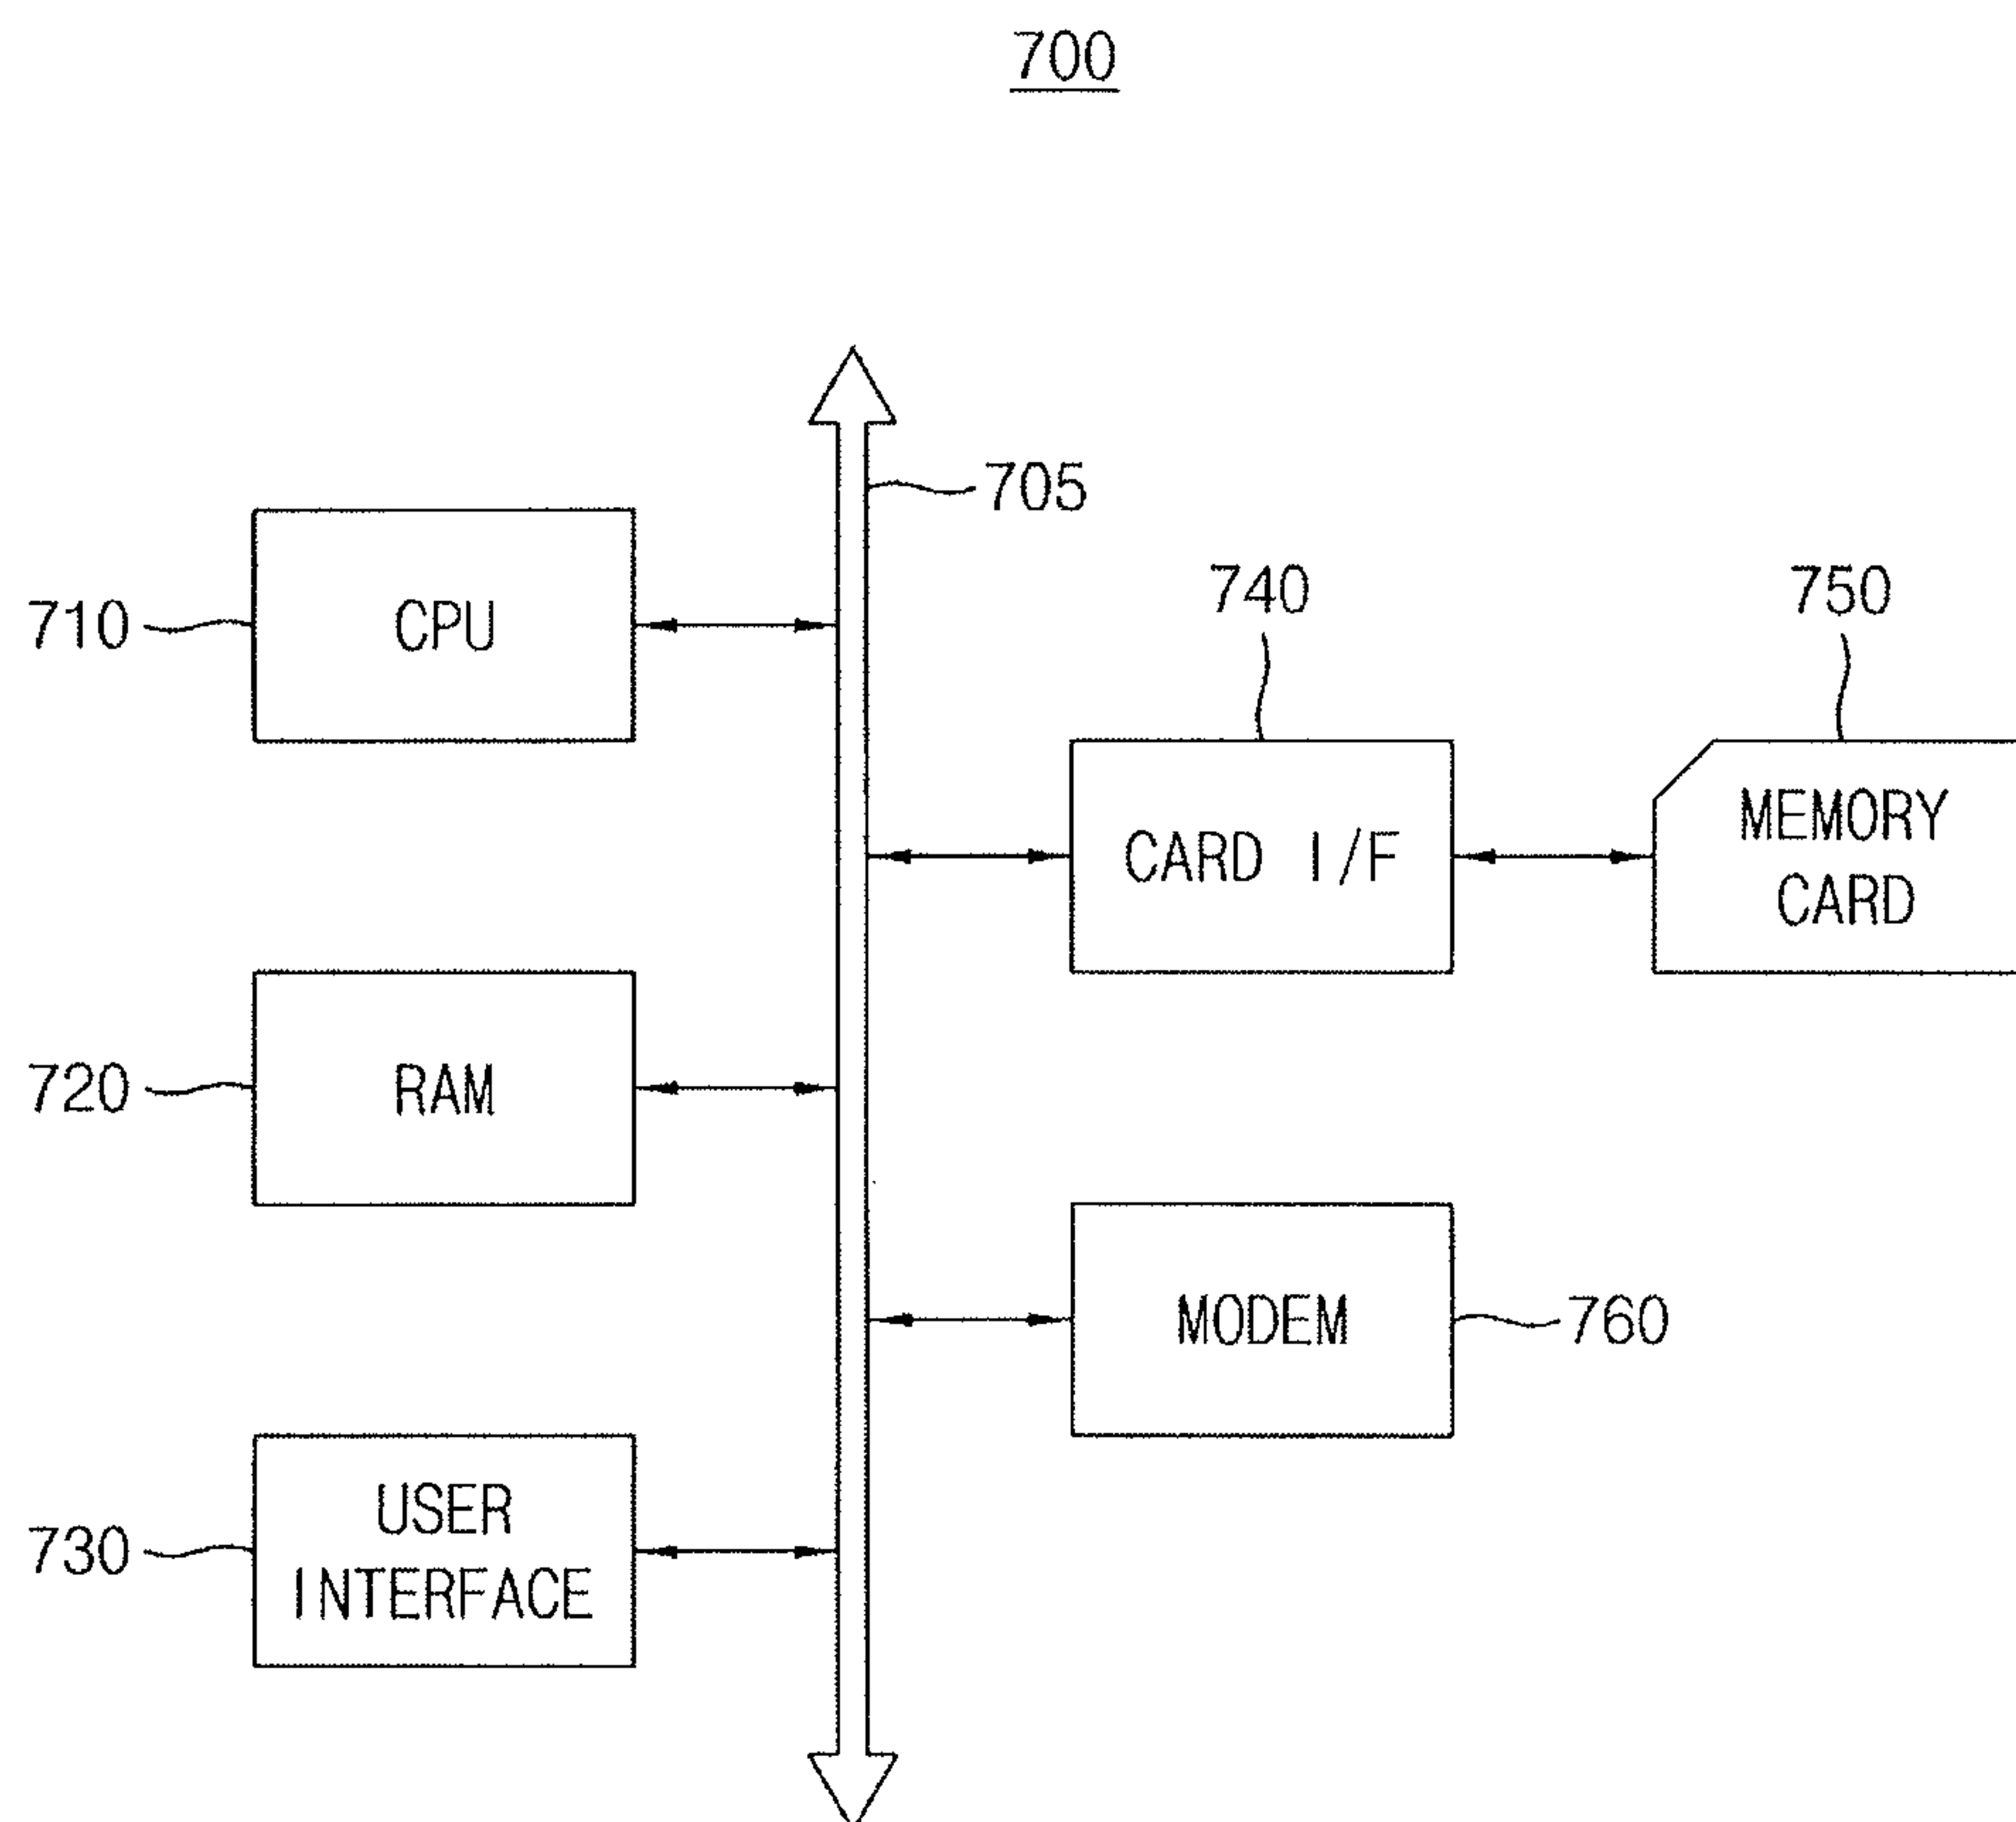 700
705
710
CPU
740
750
CARD I/F
MEMORY
CARD
720
RAM
MODEM
760
730
USER
INTERFACE